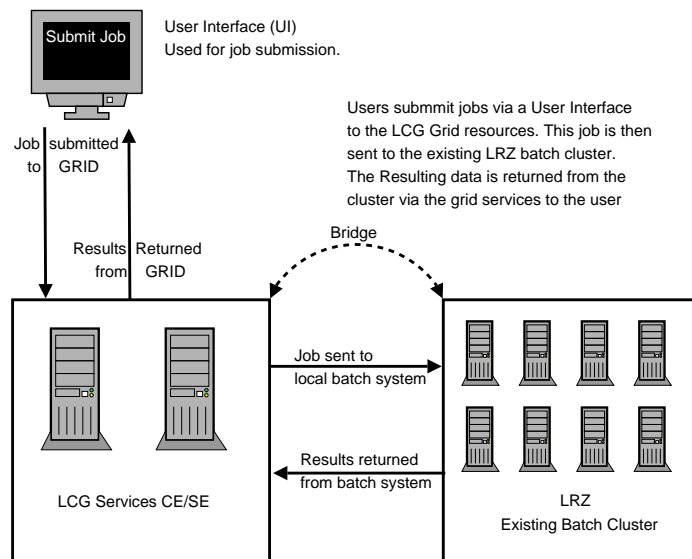 Submit Job
User Interface (UI)
Used for job submission.
Users submmit jobs via a User Interface
to the LCG Grid resources. This job is then
sent to the existing LRZ batch cluster.
The Resulting data is returned from the
cluster via the grid services to the user
Job submitted
to GRID
Results Returned
from GRID
Bridge
Job sent to
local batch system
Results returned
from batch system
LCG Services CE/SE
LRZ
Existing Batch Cluster